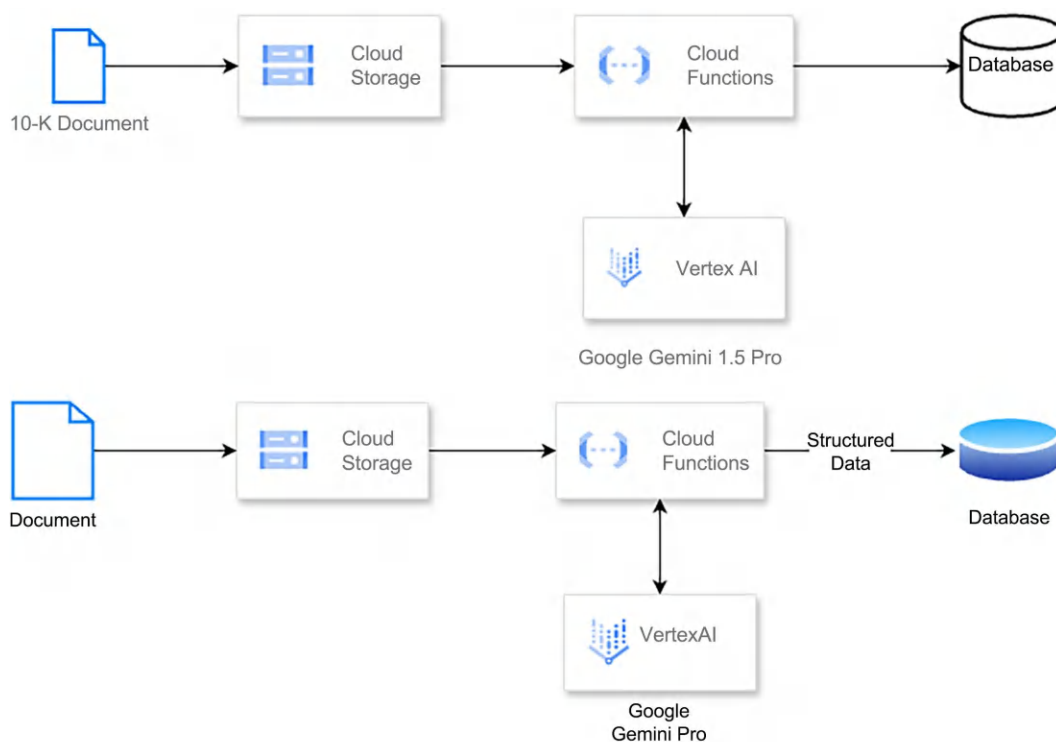 10-K Document
Cloud
Storage
Cloud
Functions
Database
Vertex AI
Google Gemini 1.5 Pro
Document
Cloud
Storage
Cloud
Functions
Structured
Data
Database
VertexAI
Google
Gemini Pro